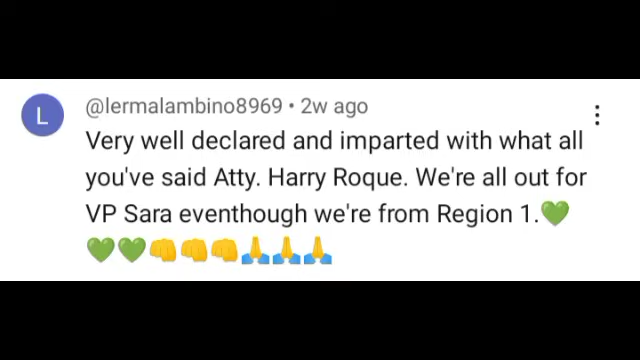 L
@lermalambino8969 • 2w ago
Very well declared and imparted with what all
you've said Atty. Harry Roque. We're all out for
VP Sara eventhough we're from Region 1.💚
💚💚👊👊👊🙏🙏🙏